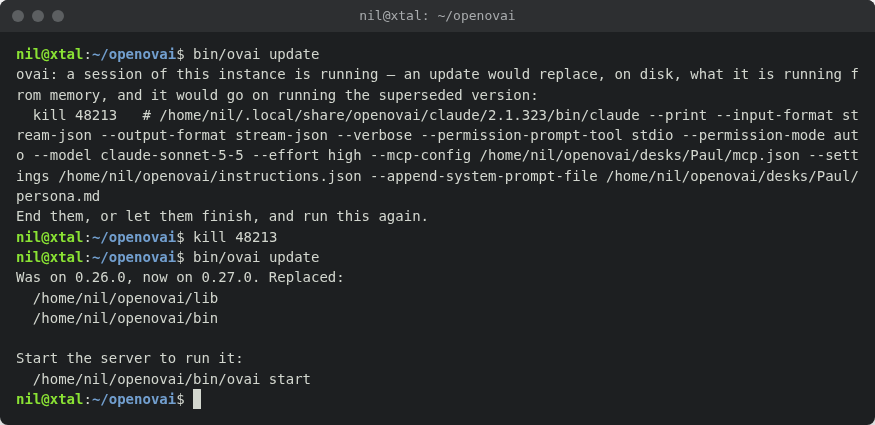 nil@xtal: ~/openovai
nil@xtal:~/openovai$ bin/ovai update
ovai: a session of this instance is running — an update would replace, on disk, what it is running f
rom memory, and it would go on running the superseded version:
  kill 48213   # /home/nil/.local/share/openovai/claude/2.1.323/bin/claude --print --input-format st
ream-json --output-format stream-json --verbose --permission-prompt-tool stdio --permission-mode aut
o --model claude-sonnet-5-5 --effort high --mcp-config /home/nil/openovai/desks/Paul/mcp.json --sett
ings /home/nil/openovai/instructions.json --append-system-prompt-file /home/nil/openovai/desks/Paul/
persona.md
End them, or let them finish, and run this again.
nil@xtal:~/openovai$ kill 48213
nil@xtal:~/openovai$ bin/ovai update
Was on 0.26.0, now on 0.27.0. Replaced:
  /home/nil/openovai/lib
  /home/nil/openovai/bin

Start the server to run it:
  /home/nil/openovai/bin/ovai start
nil@xtal:~/openovai$